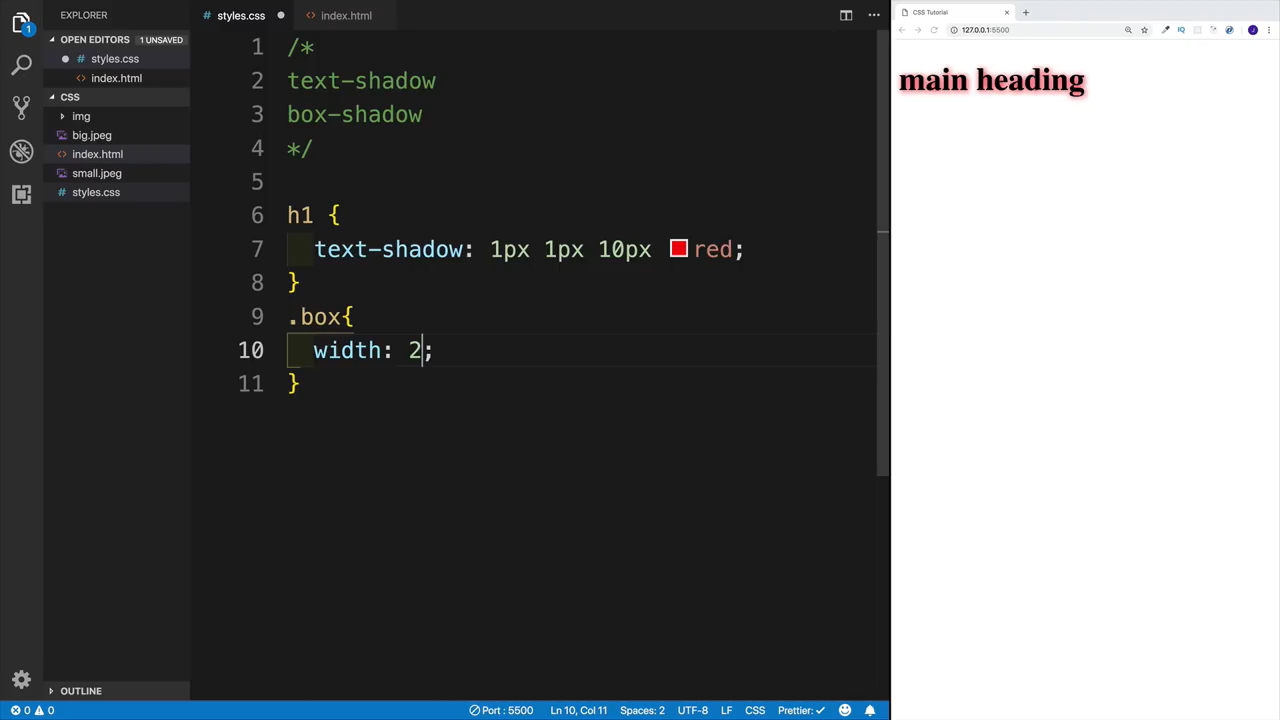 EXPLORER
OPEN EDITORS 1 UNSAVED
# styles.css
<> index.html
CSS
img
big.jpeg
<> index.html
small.jpeg
# styles.css
OUTLINE
# styles.css
<> index.html
1 /*
2 text-shadow
3 box-shadow
4 */
5
6 h1 {
7 text-shadow: 1px 1px 10px red;
8 }
9 .box{
10 width: 2;
11 }
CSS Tutorial
127.0.0.1:5500
IQ
J
main heading
1
0 0
Port : 5500 Ln 10, Col 11 Spaces: 2 UTF-8 LF CSS Prettier: ✓